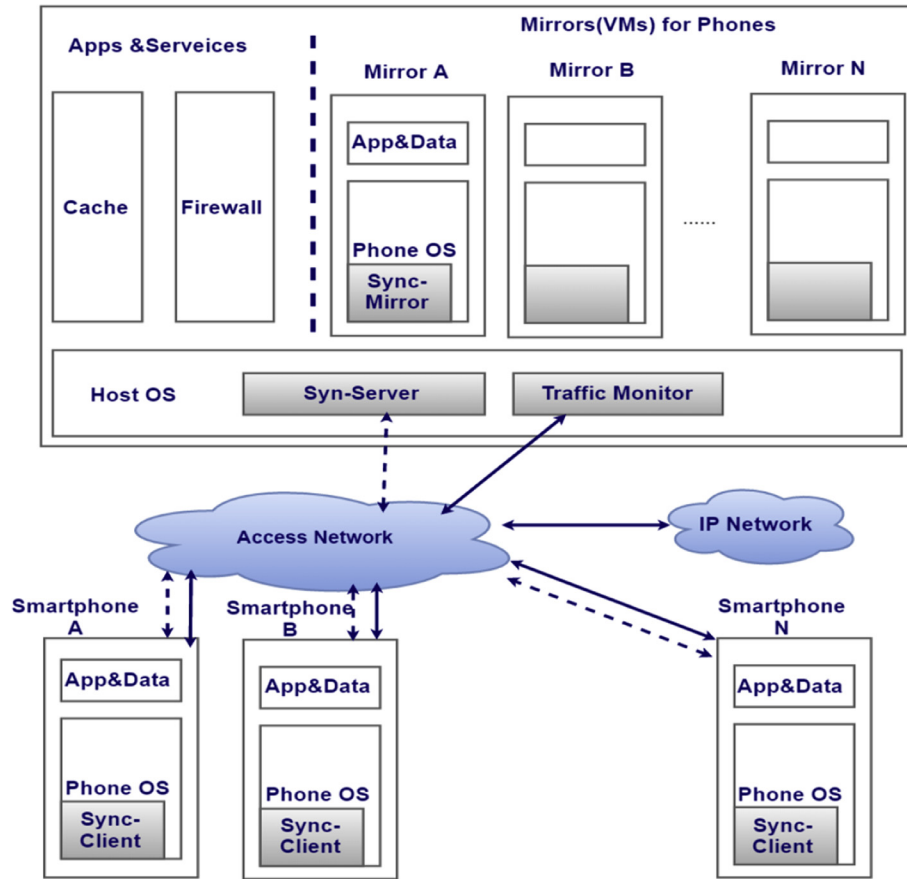 Apps &Serveices
Mirrors(VMs) for Phones
Mirror A
Mirror B
Mirror N
Cache
Firewall
App&Data
Phone OS
Sync-
Mirror
......
Host OS
Syn-Server
Traffic Monitor
Access Network
IP Network
Smartphone
A
Smartphone
B
Smartphone
N
App&Data
Phone OS
Sync-
Client
App&Data
Phone OS
Sync-
Client
App&Data
Phone OS
Sync-
Client